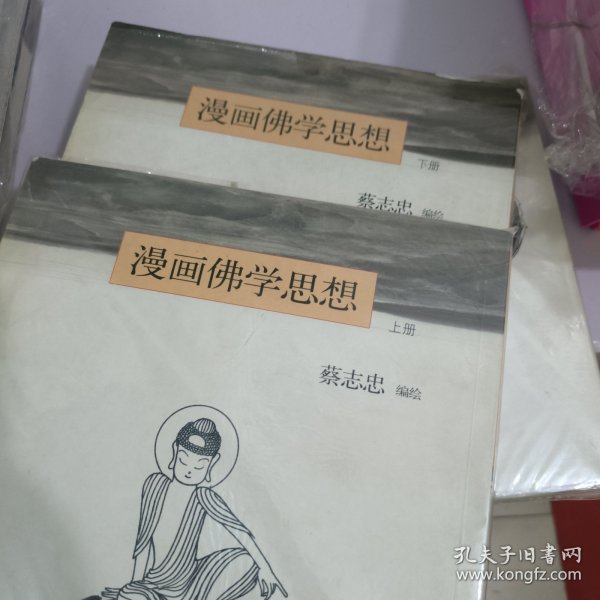 漫画佛学思想
下册
蔡志忠 编绘
漫画佛学思想
上册
蔡志忠 编绘
孔夫子旧书网
www.kongfz.com